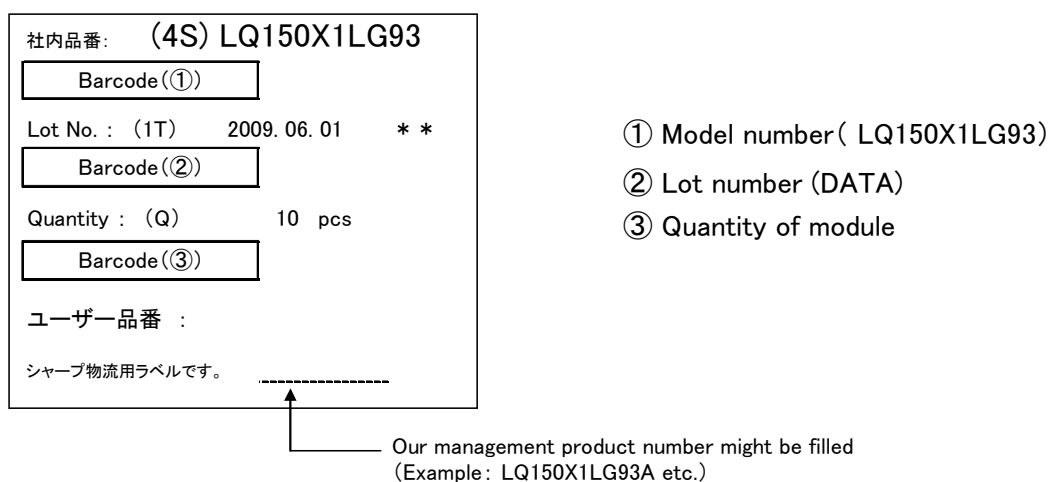 社内品番: (4S) LQ150X1LG93
Barcode(①)
Lot No. : (1T) 2009. 06. 01 * *
Barcode(②)
Quantity : (Q) 10 pcs
Barcode(③)
ユーザー品番 :
シャープ物流用ラベルです。
① Model number( LQ150X1LG93)
② Lot number (DATA)
③ Quantity of module
Our management product number might be filled
(Example: LQ150X1LG93A etc.)